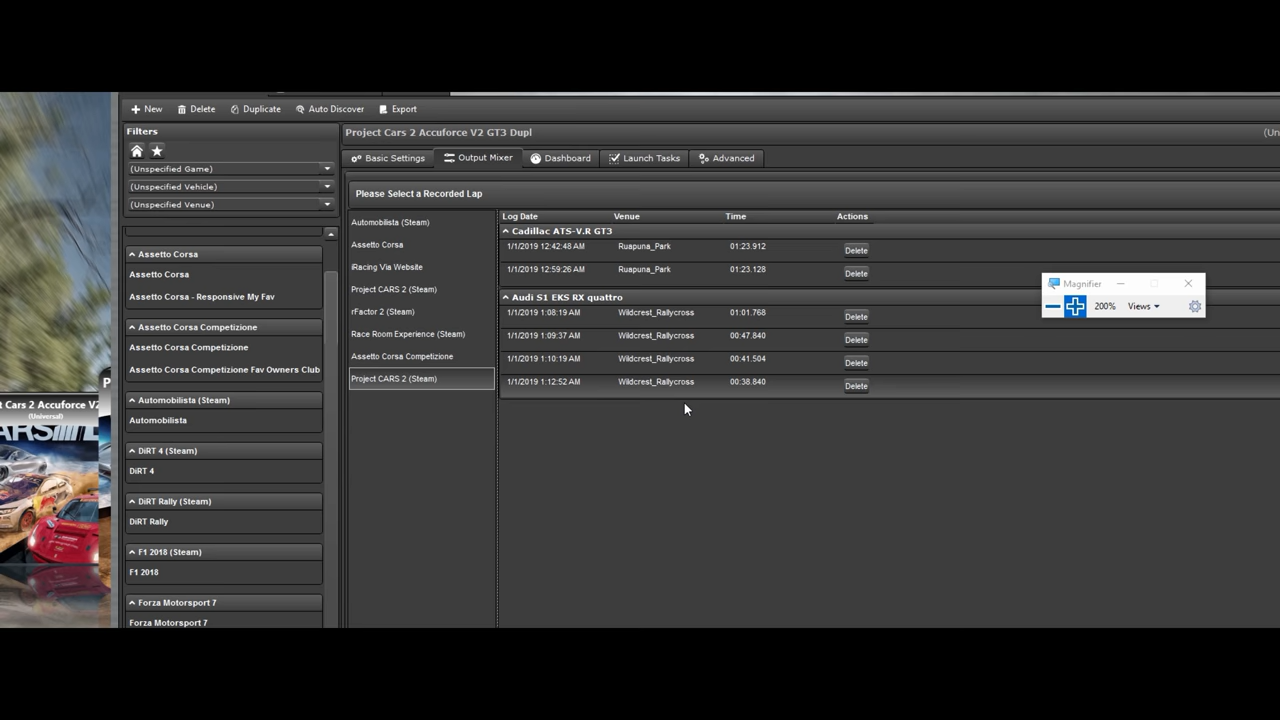 New Delete Duplicate Auto Discover Export
Filters
(Unspecified Game)
(Unspecified Vehicle)
(Unspecified Venue)
Assetto Corsa
Assetto Corsa
Assetto Corsa - Responsive My Fav
Assetto Corsa Competizione
Assetto Corsa Competizione
Assetto Corsa Competizione Fav Owners Club
Automobilista (Steam)
Automobilista
DiRT 4 (Steam)
DiRT 4
DiRT Rally (Steam)
DiRT Rally
F1 2018 (Steam)
F1 2018
Forza Motorsport 7
Forza Motorsport 7
P
t Cars 2 Accuforce V2
(Universal)
Project Cars 2 Accuforce V2 GT3 Dupl
(Un
Basic Settings Output Mixer Dashboard Launch Tasks Advanced
Please Select a Recorded Lap
Automobilista (Steam)
Assetto Corsa
iRacing Via Website
Project CARS 2 (Steam)
rFactor 2 (Steam)
Race Room Experience (Steam)
Assetto Corsa Competizione
Project CARS 2 (Steam)
Log Date Venue Time Actions
Cadillac ATS-V.R GT3
1/1/2019 12:42:48 AM Ruapuna_Park 01:23.912 Delete
1/1/2019 12:59:26 AM Ruapuna_Park 01:23.128 Delete
Audi S1 EKS RX quattro
1/1/2019 1:08:19 AM Wildcrest_Rallycross 01:01.768 Delete
1/1/2019 1:09:37 AM Wildcrest_Rallycross 00:47.840 Delete
1/1/2019 1:10:19 AM Wildcrest_Rallycross 00:41.504 Delete
1/1/2019 1:12:52 AM Wildcrest_Rallycross 00:38.840 Delete
Magnifier
200% Views